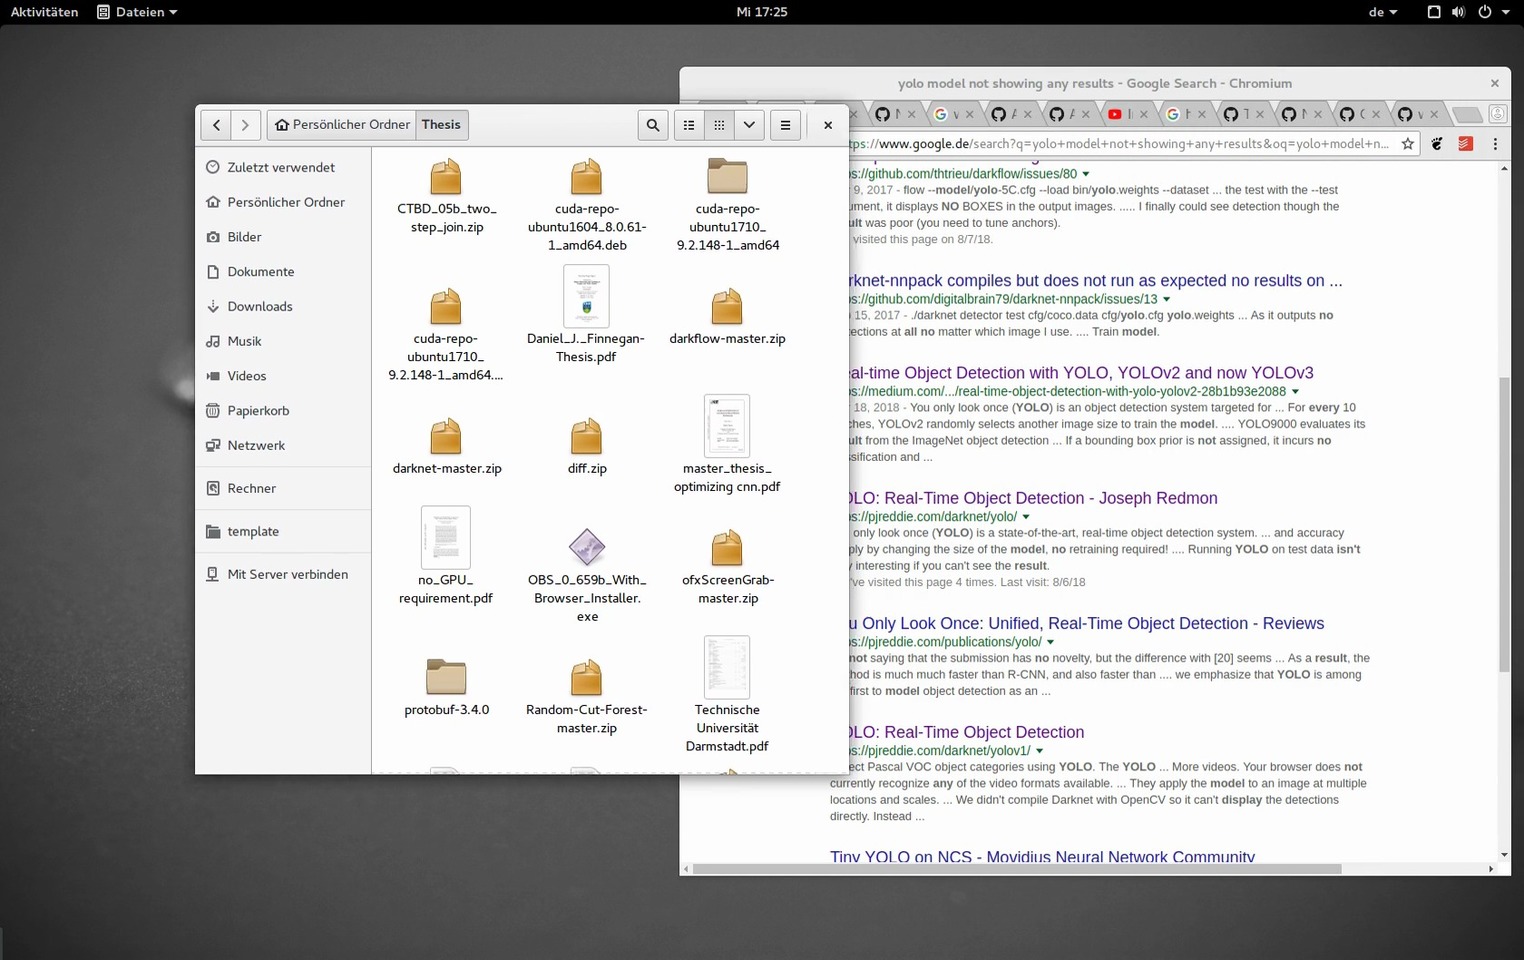 Aktivitäten
Dateien
Mi 17:25
de
yolo model not showing any results - Google Search - Chromium
Persönlicher Ordner
Thesis
Zuletzt verwendet
Persönlicher Ordner
Bilder
Dokumente
Downloads
Musik
Videos
Papierkorb
Netzwerk
Rechner
template
Mit Server verbinden
CTBD_05b_two_
step_join.zip
cuda-repo-
ubuntu1604_8.0.61-
1_amd64.deb
cuda-repo-
ubuntu1710_
9.2.148-1_amd64
cuda-repo-
ubuntu1710_
9.2.148-1_amd64....
Daniel_J._Finnegan-
Thesis.pdf
darkflow-master.zip
darknet-master.zip
diff.zip
master_thesis_
optimizing cnn.pdf
no_GPU_
requirement.pdf
OBS_0_659b_With_
Browser_Installer.
exe
ofxScreenGrab-
master.zip
protobuf-3.4.0
Random-Cut-Forest-
master.zip
Technische
Universität
Darmstadt.pdf
tps://www.google.de/search?q=yolo+model+not+showing+any+results&oq=yolo+model+n...
ps://github.com/thtrieu/darkflow/issues/80
9, 2017 - flow --model/yolo-5C.cfg --load bin/yolo.weights --dataset ... the test with the --test
ument, it displays NO BOXES in the output images. ..... I finally could see detection though the
ult was poor (you need to tune anchors).
visited this page on 8/7/18.
rknet-nnpack compiles but does not run as expected no results on ...
ps://github.com/digitalbrain79/darknet-nnpack/issues/13
15, 2017 - ./darknet detector test cfg/coco.data cfg/yolo.cfg yolo.weights ... As it outputs no
ections at all no matter which image I use. .... Train model.
al-time Object Detection with YOLO, YOLOv2 and now YOLOv3
ps://medium.com/.../real-time-object-detection-with-yolo-yolov2-28b1b93e2088
18, 2018 - You only look once (YOLO) is an object detection system targeted for ... For every 10
ches, YOLOv2 randomly selects another image size to train the model. .... YOLO9000 evaluates its
ult from the ImageNet object detection ... If a bounding box prior is not assigned, it incurs no
ssification and ...
OLO: Real-Time Object Detection - Joseph Redmon
ps://pjreddie.com/darknet/yolo/
only look once (YOLO) is a state-of-the-art, real-time object detection system. ... and accuracy
ply by changing the size of the model, no retraining required! .... Running YOLO on test data isn't
y interesting if you can't see the result.
've visited this page 4 times. Last visit: 8/6/18
u Only Look Once: Unified, Real-Time Object Detection - Reviews
ps://pjreddie.com/publications/yolo/
not saying that the submission has no novelty, but the difference with [20] seems ... As a result, the
thod is much much faster than R-CNN, and also faster than .... we emphasize that YOLO is among
first to model object detection as an ...
OLO: Real-Time Object Detection
ps://pjreddie.com/darknet/yolov1/
ect Pascal VOC object categories using YOLO. The YOLO ... More videos. Your browser does not
currently recognize any of the video formats available. ... They apply the model to an image at multiple
locations and scales. ... We didn't compile Darknet with OpenCV so it can't display the detections
directly. Instead ...
Tiny YOLO on NCS - Movidius Neural Network Community